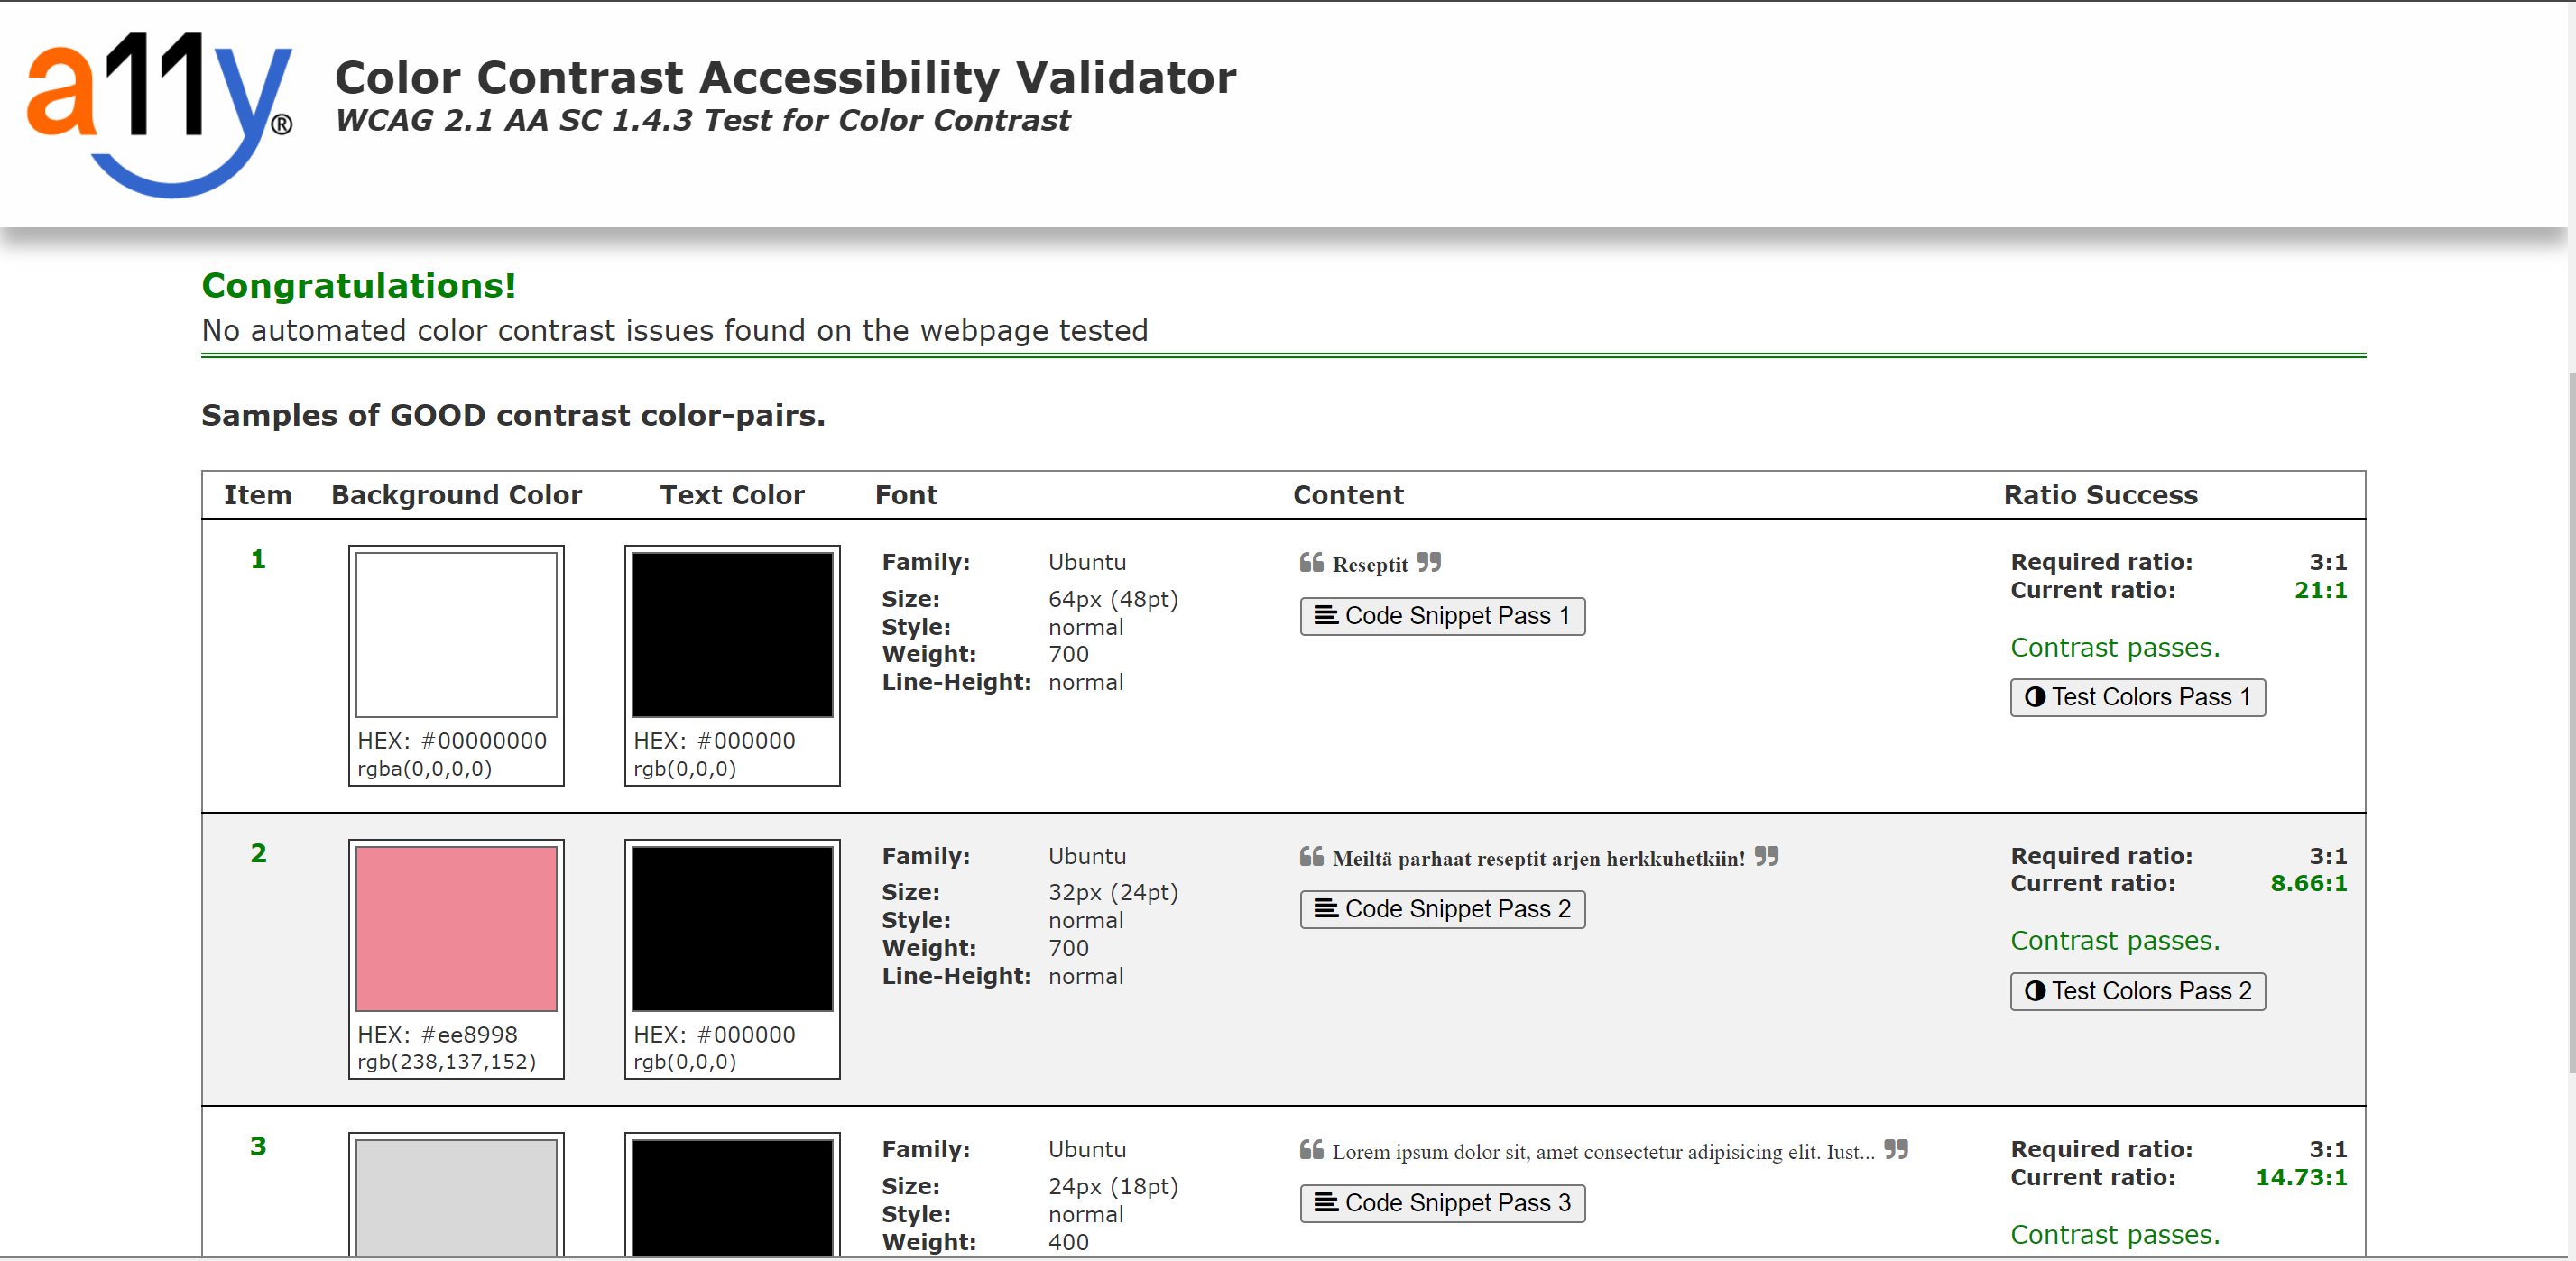 a11y®
Color Contrast Accessibility Validator
WCAG 2.1 AA SC 1.4.3 Test for Color Contrast
Congratulations!
No automated color contrast issues found on the webpage tested
Samples of GOOD contrast color-pairs.
Item Background Color Text Color Font Content Ratio Success
1
HEX: #00000000
rgba(0,0,0,0)
HEX: #000000
rgb(0,0,0)
Family: Ubuntu
Size: 64px (48pt)
Style: normal
Weight: 700
Line-Height: normal
❝ Reseptit ❞
Code Snippet Pass 1
Required ratio: 3:1
Current ratio: 21:1
Contrast passes.
Test Colors Pass 1
2
HEX: #ee8998
rgb(238,137,152)
HEX: #000000
rgb(0,0,0)
Family: Ubuntu
Size: 32px (24pt)
Style: normal
Weight: 700
Line-Height: normal
❝ Meiltä parhaat reseptit arjen herkkuhetkiin! ❞
Code Snippet Pass 2
Required ratio: 3:1
Current ratio: 8.66:1
Contrast passes.
Test Colors Pass 2
3
Family: Ubuntu
Size: 24px (18pt)
Style: normal
Weight: 400
❝ Lorem ipsum dolor sit, amet consectetur adipisicing elit. Iust... ❞
Code Snippet Pass 3
Required ratio: 3:1
Current ratio: 14.73:1
Contrast passes.